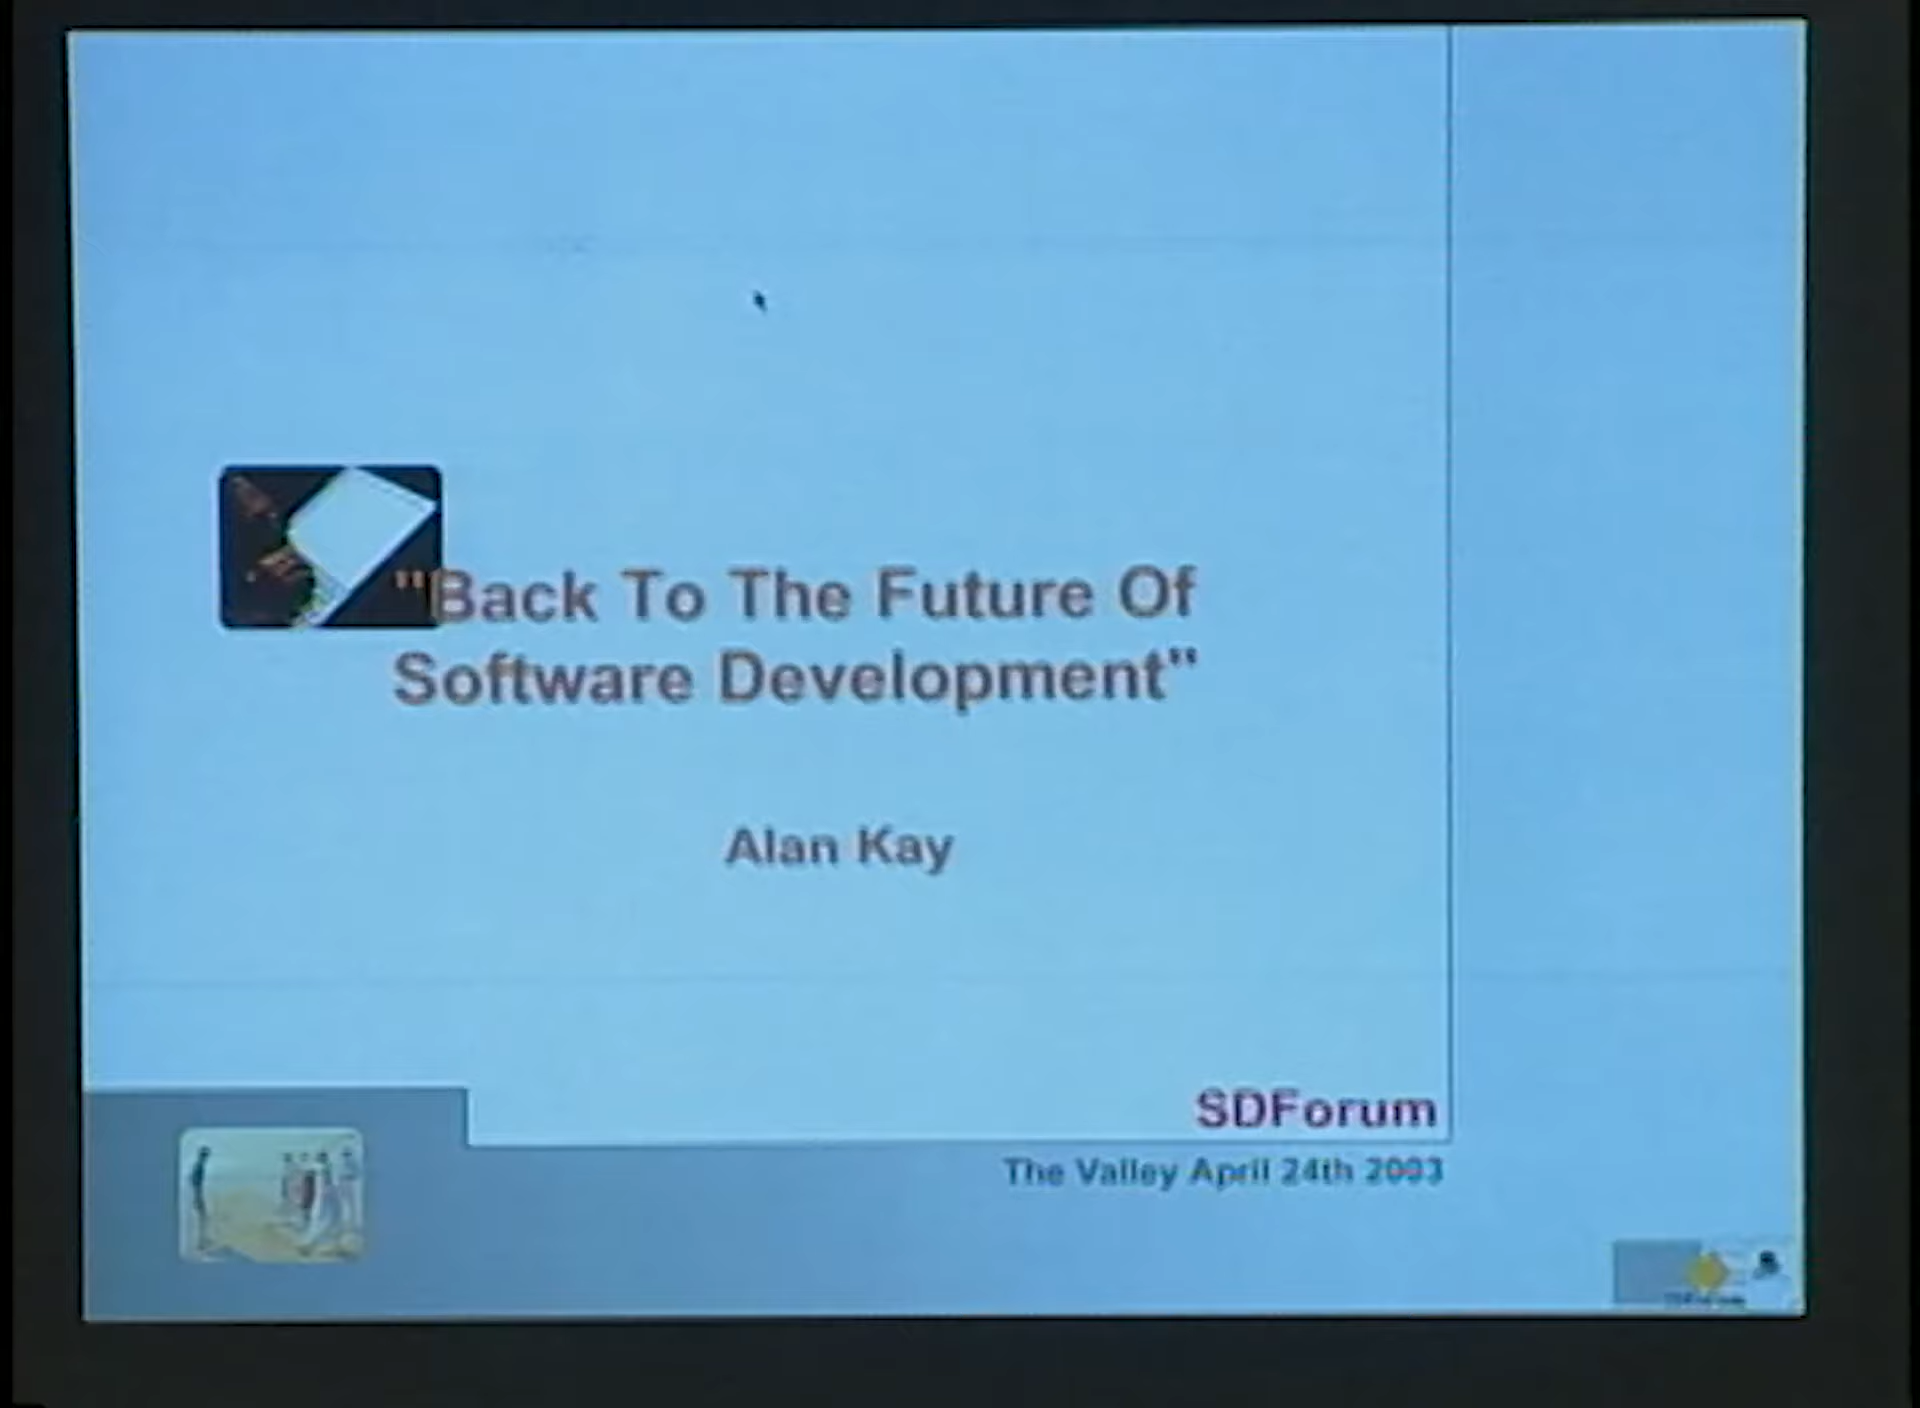 "Back To The Future Of
Software Development"
Alan Kay
SDForum
The Valley April 24th 2003